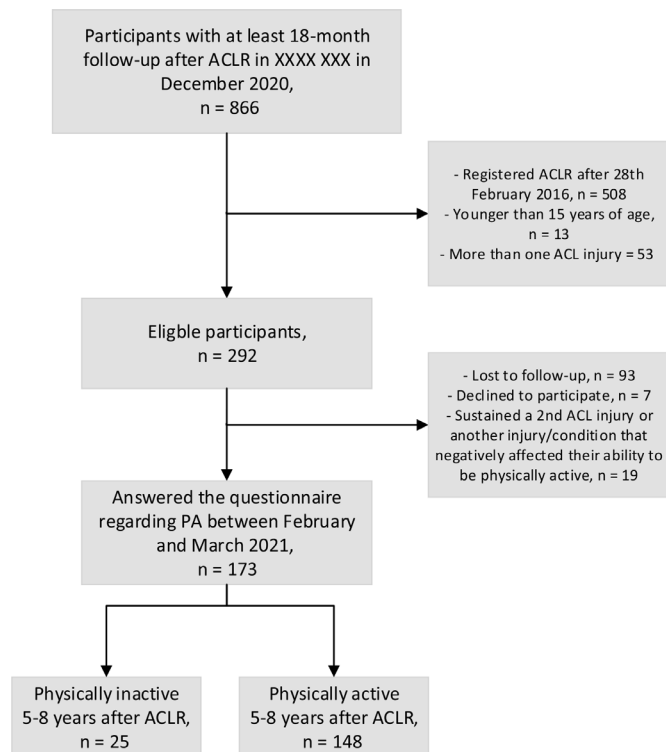 Participants with at least 18-month
follow-up after ACLR in XXXX XXX in
December 2020,
n = 866
- Registered ACLR after 28th
February 2016, n = 508
- Younger than 15 years of age,
n = 13
- More than one ACL injury = 53
Eligible participants,
n = 292
- Lost to follow-up, n = 93
- Declined to participate, n = 7
- Sustained a 2nd ACL injury or
another injury/condition that
negatively affected their ability to
be physically active, n = 19
Answered the questionnaire
regarding PA between February
and March 2021,
n = 173
Physically inactive
5-8 years after ACLR,
n = 25
Physically active
5-8 years after ACLR,
n = 148